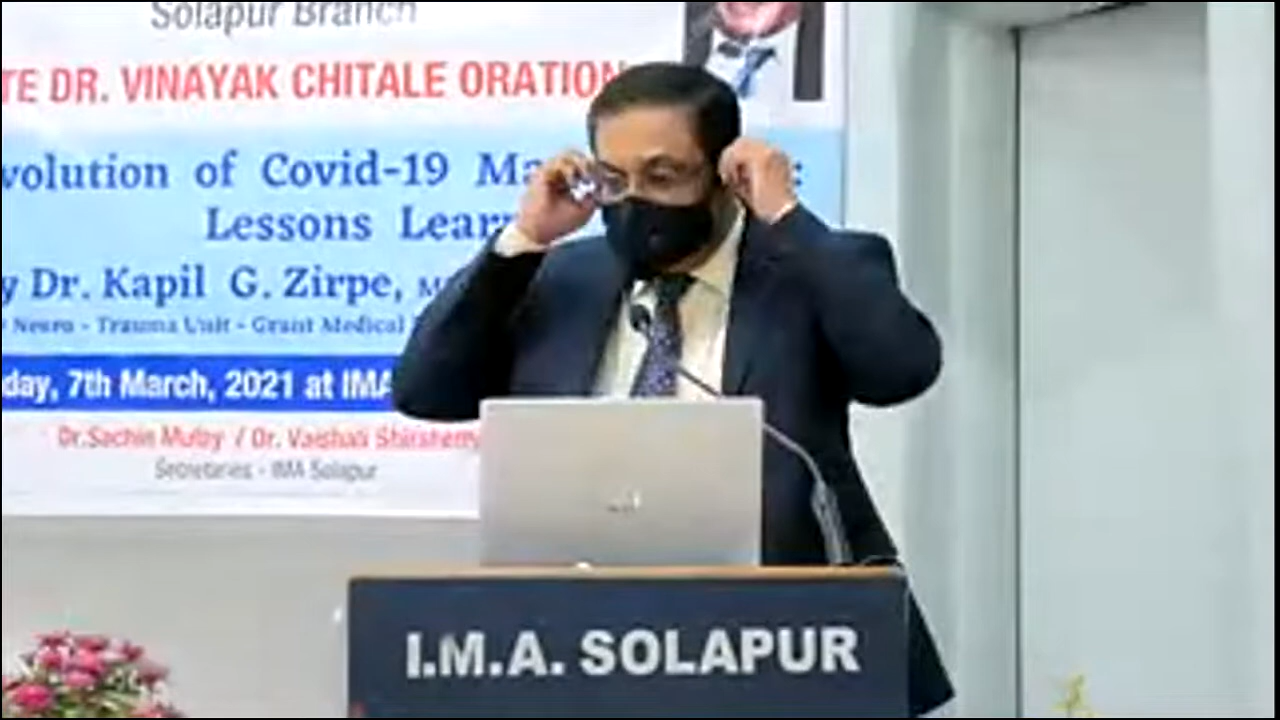 Solapur Branch
TE DR. VINAYAK CHITALE ORATION
volution of Covid-19 Ma :
Lessons Lear
y Dr. Kapil G. Zirpe, M
Neuro - Trauma Unit - Grant Medical
day, 7th March, 2021 at IMA
Dr. Sachin / Dr. Vaishali
Secretaries - IMA Solapur
I.M.A. SOLAPUR